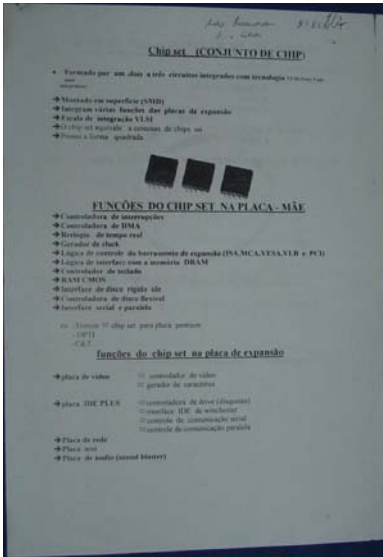 Chip set (CONJUNTO DE CHIP)
• Formado por um ,dois a três circuitos integrados com tecnologia
➔ Montado em superfície (SMD)
➔ Integram várias funções das placas de expansão
➔ Escala de integração VLSI
➔ O chip set equivale a centenas de chips
➔ Possui a forma quadrada
FUNÇÕES DO CHIP SET NA PLACA - MÃE
➔ Controladora de interrupções
➔ Controladora de DMA
➔ Relógio de tempo real
➔ Gerador de clock
➔ Lógica de controle do barramento de expansão (ISA,MCA,VESA,VLB e PCI)
➔ Lógica de interface com a memória DRAM
➔ Controlador de teclado
➔ RAM CMOS
➔ Interface de disco rígido ide
➔ Controladora de disco flexível
➔ Interface serial e paralela
ex: chip set para placa pentium
- OPTI
- C&T
funções do chip set na placa de expansão
➔ placa de vídeo
controlador de vídeo
gerador de caracteres
➔ placa IDE PLUS
controladora de drive (disquetes)
interface IDE de winchester
controle de comunicação serial
controle de comunicação paralela
➔ Placa de rede
➔ Placa
➔ Placa de audio (sound blaster)